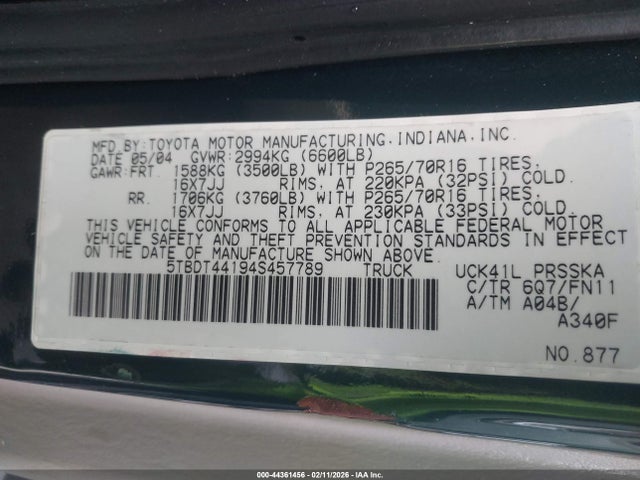 MFD.BY:TOYOTA MOTOR MANUFACTURING.INDIANA,INC.
DATE 05/04 GVWR:2994KG (6600LB)
GAWR:FRT. 1588KG (3500LB) WITH P265/70R16 TIRES,
16X7JJ RIMS, AT 220KPA (32PSI) COLD.
RR. 1706KG (3760LB) WITH P265/70R16 TIRES,
16X7JJ RIMS, AT 230KPA (33PSI) COLD.
THIS VEHICLE CONFORMS TO ALL APPLICABLE FEDERAL MOTOR
VEHICLE SAFETY AND THEFT PREVENTION STANDARDS IN EFFECT
ON THE DATE OF MANUFACTURE SHOWN ABOVE.
5TBDT44194S457789 TRUCK UCK41L PRSSKA
C/TR 6Q7/FN11
A/TM A04B/
A340F
NO.877
000-44361456 - 02/11/2026 - IAA Inc.